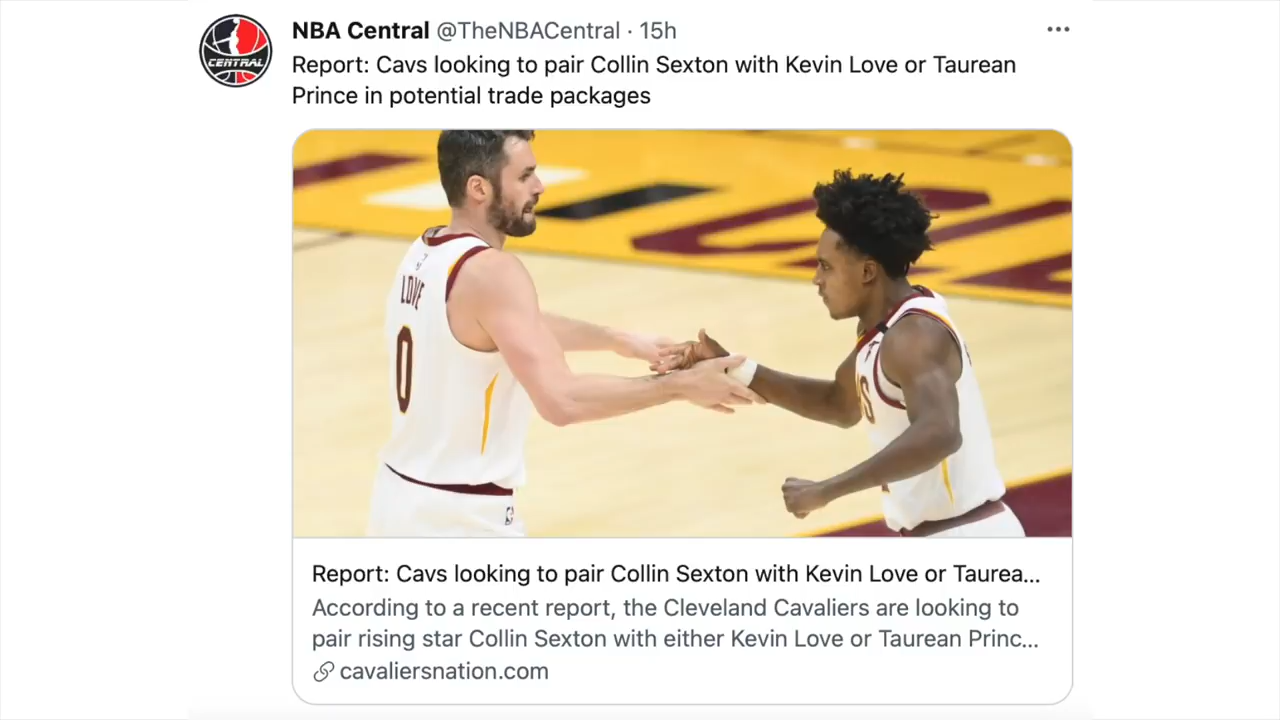 NBA Central @TheNBACentral · 15h
Report: Cavs looking to pair Collin Sexton with Kevin Love or Taurean
Prince in potential trade packages
CENTRAL
LOVE
0
Report: Cavs looking to pair Collin Sexton with Kevin Love or Taurea...
According to a recent report, the Cleveland Cavaliers are looking to
pair rising star Collin Sexton with either Kevin Love or Taurean Princ...
cavaliersnation.com